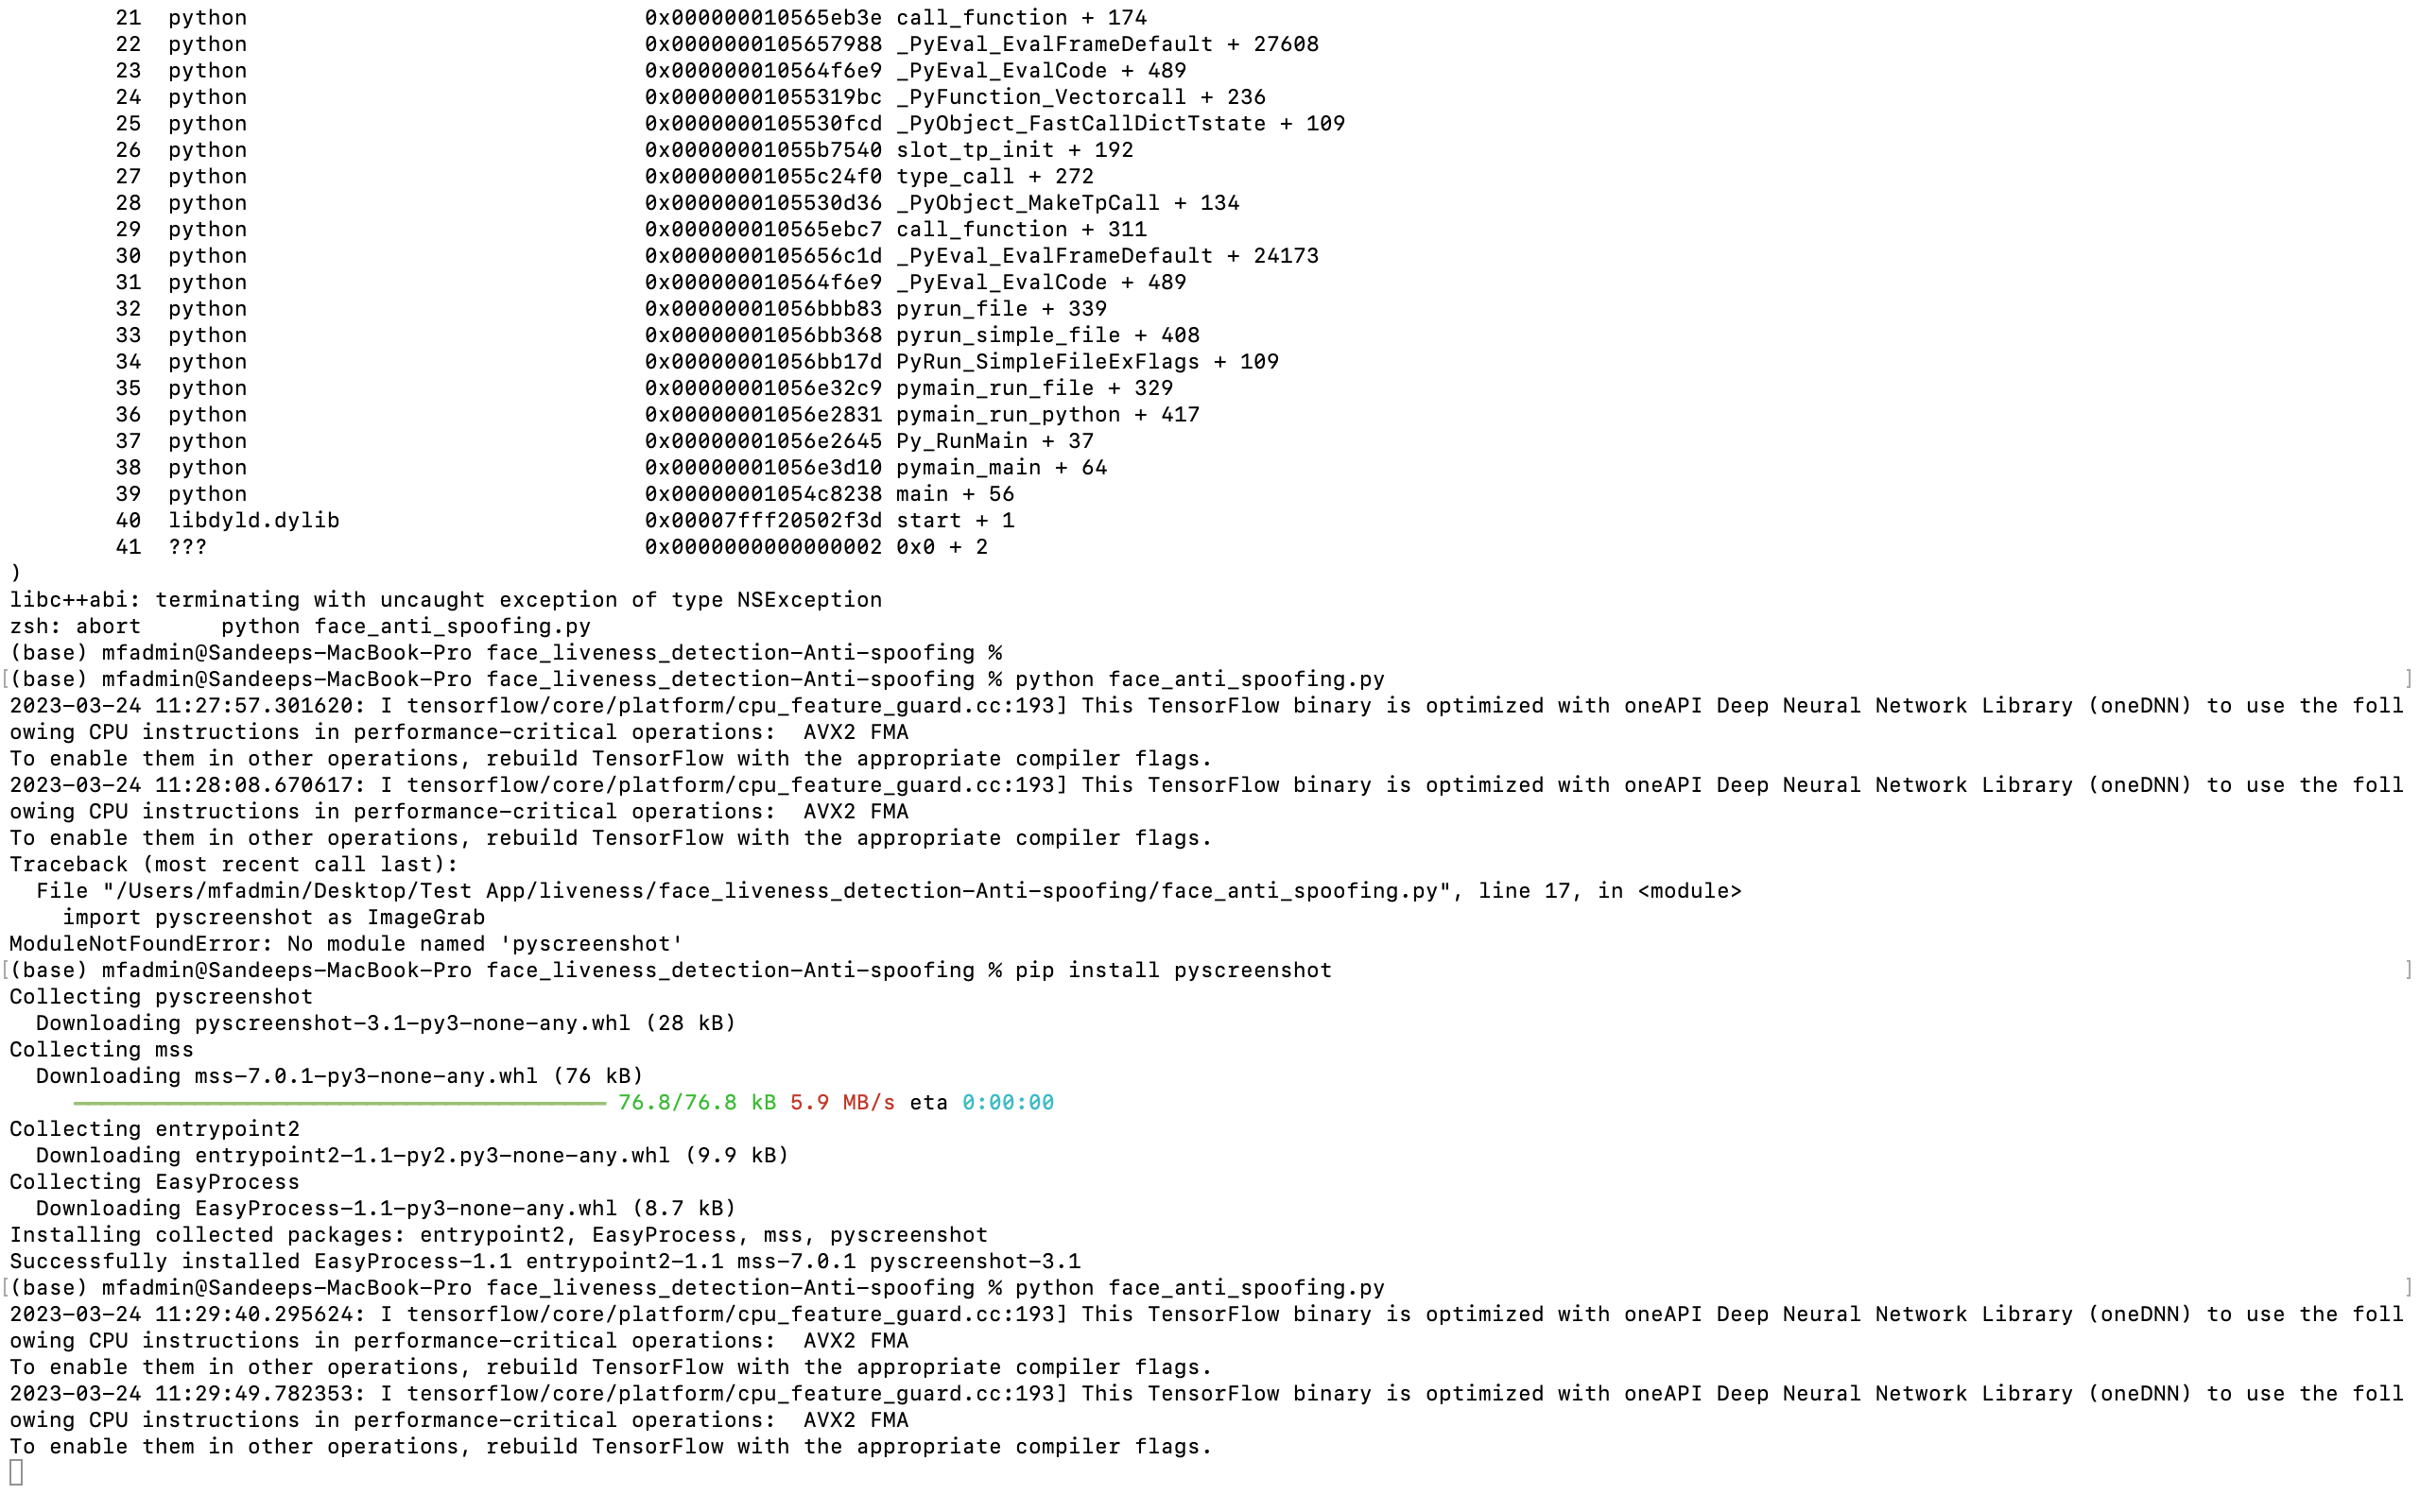 21 python 0x000000010565eb3e call_function + 174
22 python 0x0000000105657988 _PyEval_EvalFrameDefault + 27608
23 python 0x000000010564f6e9 _PyEval_EvalCode + 489
24 python 0x00000001055319bc _PyFunction_Vectorcall + 236
25 python 0x0000000105530fcd _PyObject_FastCallDictTstate + 109
26 python 0x00000001055b7540 slot_tp_init + 192
27 python 0x00000001055c24f0 type_call + 272
28 python 0x0000000105530d36 _PyObject_MakeTpCall + 134
29 python 0x000000010565ebc7 call_function + 311
30 python 0x0000000105656c1d _PyEval_EvalFrameDefault + 24173
31 python 0x000000010564f6e9 _PyEval_EvalCode + 489
32 python 0x00000001056bbb83 pyrun_file + 339
33 python 0x00000001056bb368 pyrun_simple_file + 408
34 python 0x00000001056bb17d PyRun_SimpleFileExFlags + 109
35 python 0x00000001056e32c9 pymain_run_file + 329
36 python 0x00000001056e2831 pymain_run_python + 417
37 python 0x00000001056e2645 Py_RunMain + 37
38 python 0x00000001056e3d10 pymain_main + 64
39 python 0x00000001054c8238 main + 56
40 libdyld.dylib 0x00007fff20502f3d start + 1
41 ??? 0x0000000000000002 0x0 + 2
)
libc++abi: terminating with uncaught exception of type NSException
zsh: abort      python face_anti_spoofing.py
(base) mfadmin@Sandeeps-MacBook-Pro face_liveness_detection-Anti-spoofing %
[(base) mfadmin@Sandeeps-MacBook-Pro face_liveness_detection-Anti-spoofing % python face_anti_spoofing.py ]
2023-03-24 11:27:57.301620: I tensorflow/core/platform/cpu_feature_guard.cc:193] This TensorFlow binary is optimized with oneAPI Deep Neural Network Library (oneDNN) to use the foll
owing CPU instructions in performance-critical operations:  AVX2 FMA
To enable them in other operations, rebuild TensorFlow with the appropriate compiler flags.
2023-03-24 11:28:08.670617: I tensorflow/core/platform/cpu_feature_guard.cc:193] This TensorFlow binary is optimized with oneAPI Deep Neural Network Library (oneDNN) to use the foll
owing CPU instructions in performance-critical operations:  AVX2 FMA
To enable them in other operations, rebuild TensorFlow with the appropriate compiler flags.
Traceback (most recent call last):
  File "/Users/mfadmin/Desktop/Test App/liveness/face_liveness_detection-Anti-spoofing/face_anti_spoofing.py", line 17, in <module>
    import pyscreenshot as ImageGrab
ModuleNotFoundError: No module named 'pyscreenshot'
[(base) mfadmin@Sandeeps-MacBook-Pro face_liveness_detection-Anti-spoofing % pip install pyscreenshot ]
Collecting pyscreenshot
  Downloading pyscreenshot-3.1-py3-none-any.whl (28 kB)
Collecting mss
  Downloading mss-7.0.1-py3-none-any.whl (76 kB)
76.8/76.8 kB 5.9 MB/s eta 0:00:00
Collecting entrypoint2
  Downloading entrypoint2-1.1-py2.py3-none-any.whl (9.9 kB)
Collecting EasyProcess
  Downloading EasyProcess-1.1-py3-none-any.whl (8.7 kB)
Installing collected packages: entrypoint2, EasyProcess, mss, pyscreenshot
Successfully installed EasyProcess-1.1 entrypoint2-1.1 mss-7.0.1 pyscreenshot-3.1
[(base) mfadmin@Sandeeps-MacBook-Pro face_liveness_detection-Anti-spoofing % python face_anti_spoofing.py ]
2023-03-24 11:29:40.295624: I tensorflow/core/platform/cpu_feature_guard.cc:193] This TensorFlow binary is optimized with oneAPI Deep Neural Network Library (oneDNN) to use the foll
owing CPU instructions in performance-critical operations:  AVX2 FMA
To enable them in other operations, rebuild TensorFlow with the appropriate compiler flags.
2023-03-24 11:29:49.782353: I tensorflow/core/platform/cpu_feature_guard.cc:193] This TensorFlow binary is optimized with oneAPI Deep Neural Network Library (oneDNN) to use the foll
owing CPU instructions in performance-critical operations:  AVX2 FMA
To enable them in other operations, rebuild TensorFlow with the appropriate compiler flags.